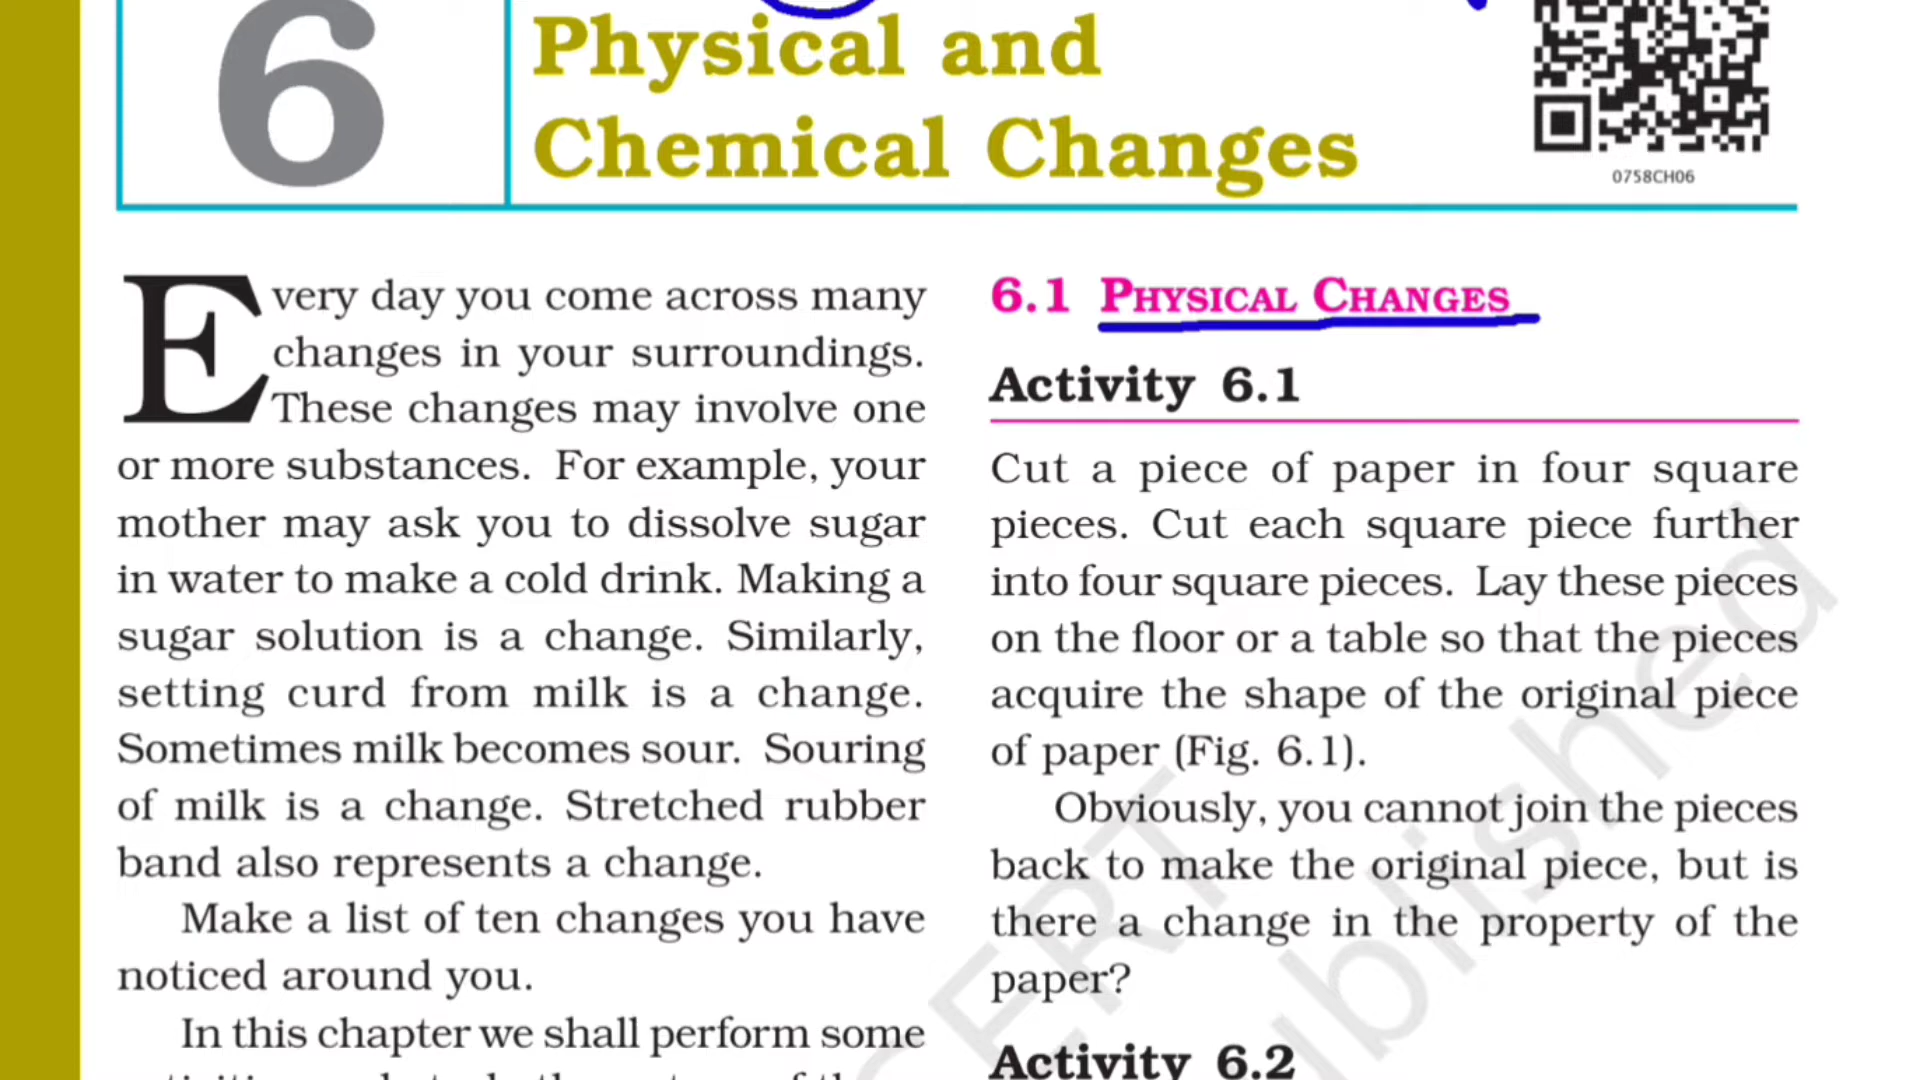 6
Physical and
Chemical Changes
0758CH06
Every day you come across many
changes in your surroundings.
These changes may involve one
or more substances. For example, your
mother may ask you to dissolve sugar
in water to make a cold drink. Making a
sugar solution is a change. Similarly,
setting curd from milk is a change.
Sometimes milk becomes sour. Souring
of milk is a change. Stretched rubber
band also represents a change.
Make a list of ten changes you have
noticed around you.
In this chapter we shall perform some
6.1 PHYSICAL CHANGES
Activity 6.1
Cut a piece of paper in four square
pieces. Cut each square piece further
into four square pieces. Lay these pieces
on the floor or a table so that the pieces
acquire the shape of the original piece
of paper (Fig. 6.1).
Obviously, you cannot join the pieces
back to make the original piece, but is
there a change in the property of the
paper?
Activity 6.2